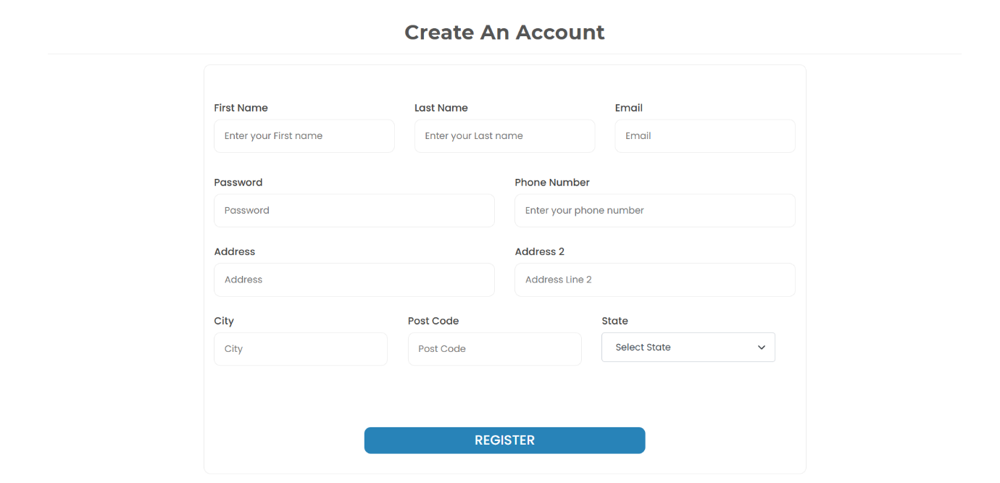 Create An Account
First Name Last Name Email
Enter your First name Enter your Last name Email
Password Phone Number
Password Enter your phone number
Address Address 2
Address Address Line 2
City Post Code State
City Post Code Select State
REGISTER